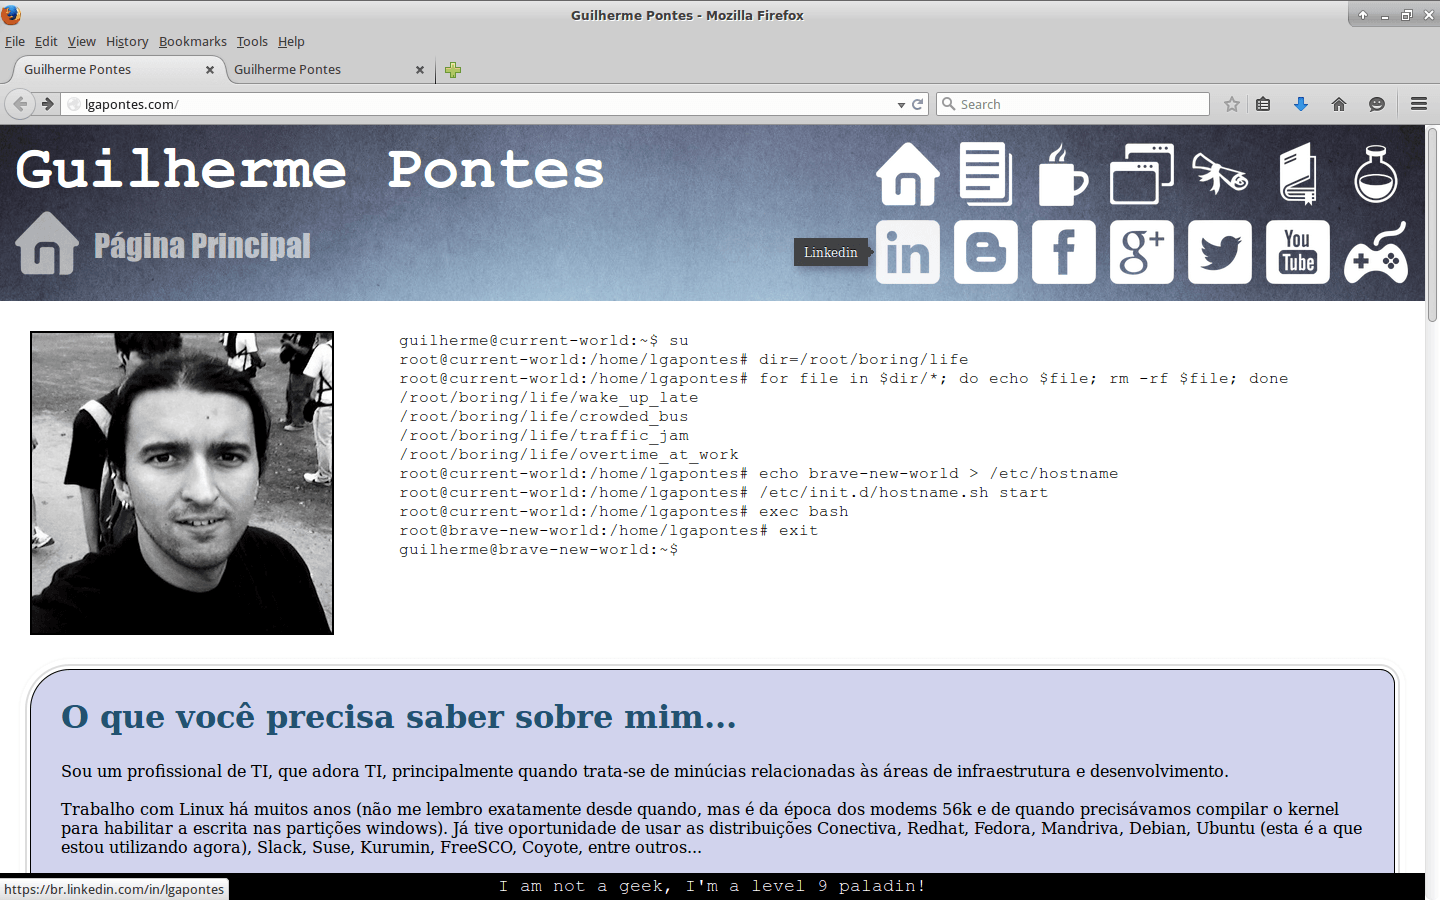 Guilherme Pontes - Mozilla Firefox
File Edit View History Bookmarks Tools Help
Guilherme Pontes Guilherme Pontes
lgapontes.com/ Search
Guilherme Pontes
Página Principal
Linkedin
in
B
f
g+
You
Tube
guilherme@current-world:~$ su
root@current-world:/home/lgapontes# dir=/root/boring/life
root@current-world:/home/lgapontes# for file in $dir/*; do echo $file; rm -rf $file; done
/root/boring/life/wake_up_late
/root/boring/life/crowded_bus
/root/boring/life/traffic_jam
/root/boring/life/overtime_at_work
root@current-world:/home/lgapontes# echo brave-new-world > /etc/hostname
root@current-world:/home/lgapontes# /etc/init.d/hostname.sh start
root@current-world:/home/lgapontes# exec bash
root@brave-new-world:/home/lgapontes# exit
guilherme@brave-new-world:~$
O que você precisa saber sobre mim...
Sou um profissional de TI, que adora TI, principalmente quando trata-se de minúcias relacionadas às áreas de infraestrutura e desenvolvimento.
Trabalho com Linux há muitos anos (não me lembro exatamente desde quando, mas é da época dos modems 56k e de quando precisávamos compilar o kernel
para habilitar a escrita nas partições windows). Já tive oportunidade de usar as distribuições Conectiva, Redhat, Fedora, Mandriva, Debian, Ubuntu (esta é a que
estou utilizando agora), Slack, Suse, Kurumin, FreeSCO, Coyote, entre outros...
https://br.linkedin.com/in/lgapontes
I am not a geek, I'm a level 9 paladin!